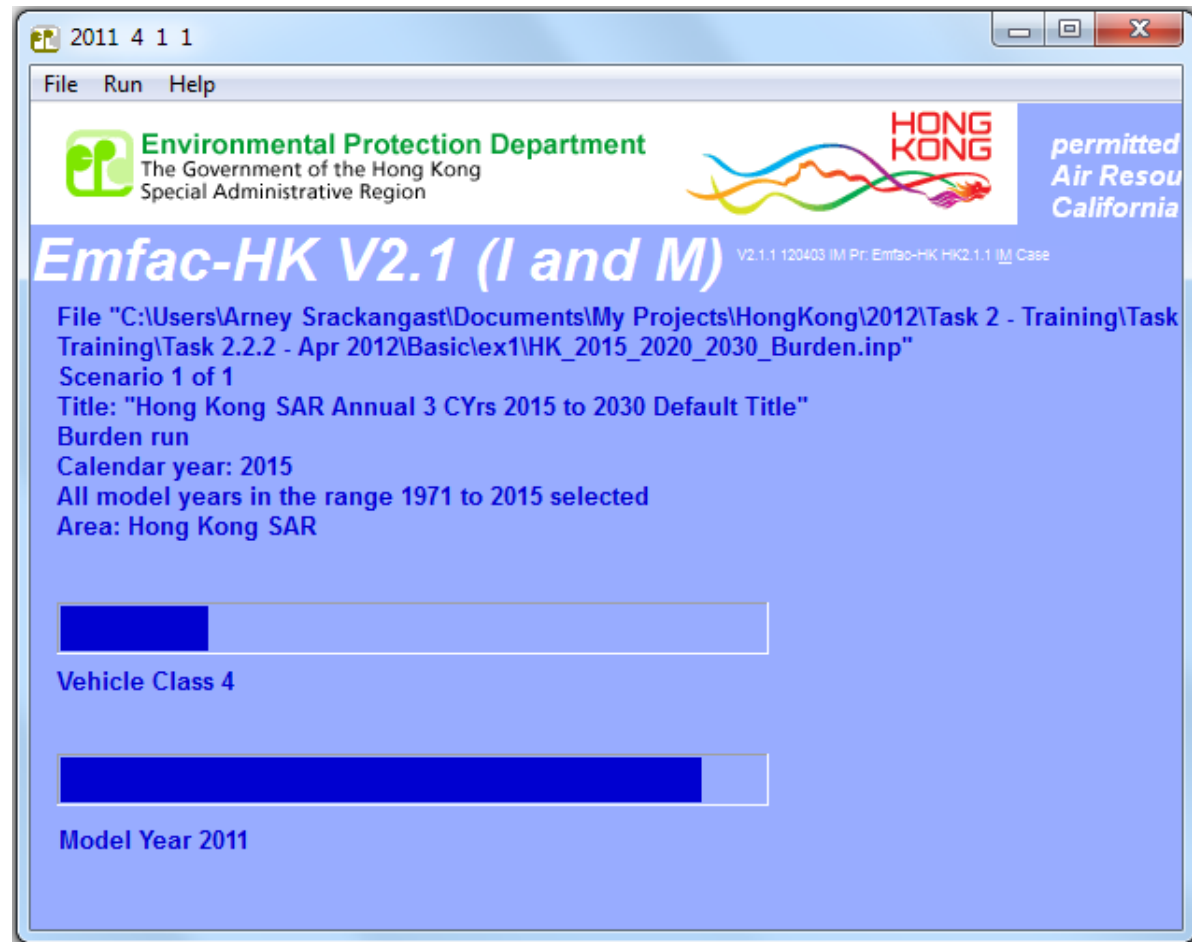 2011 4 1 1
File Run Help
Environmental Protection Department
The Government of the Hong Kong
Special Administrative Region
HONG
KONG
permitted
Air Resou
California
Emfac-HK V2.1 (I and M)
V2.1.1 120403 IM Pr: Emfac-HK HK2.1.1 IM Case
File "C:\Users\Arney Srackangast\Documents\My Projects\HongKong\2012\Task 2 - Training\Task
Training\Task 2.2.2 - Apr 2012\Basic\ex1\HK_2015_2020_2030_Burden.inp"
Scenario 1 of 1
Title: "Hong Kong SAR Annual 3 CYrs 2015 to 2030 Default Title"
Burden run
Calendar year: 2015
All model years in the range 1971 to 2015 selected
Area: Hong Kong SAR
Vehicle Class 4
Model Year 2011